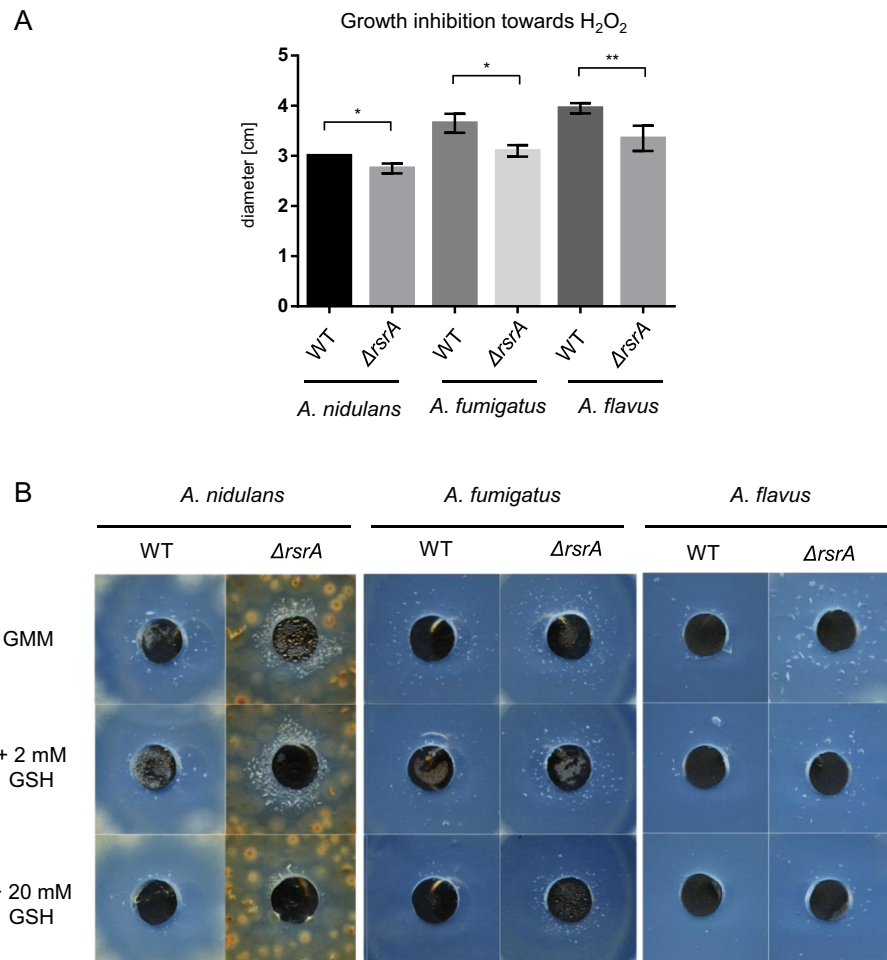 A
Growth inhibition towards H₂O₂
5
4
3
2
1
0
diameter [cm]
*
*
**
WT
ΔrsrA
WT
ΔrsrA
WT
ΔrsrA
A. nidulans
A. fumigatus
A. flavus
B
A. nidulans
A. fumigatus
A. flavus
WT
ΔrsrA
WT
ΔrsrA
WT
ΔrsrA
GMM
+ 2 mM
GSH
+ 20 mM
GSH